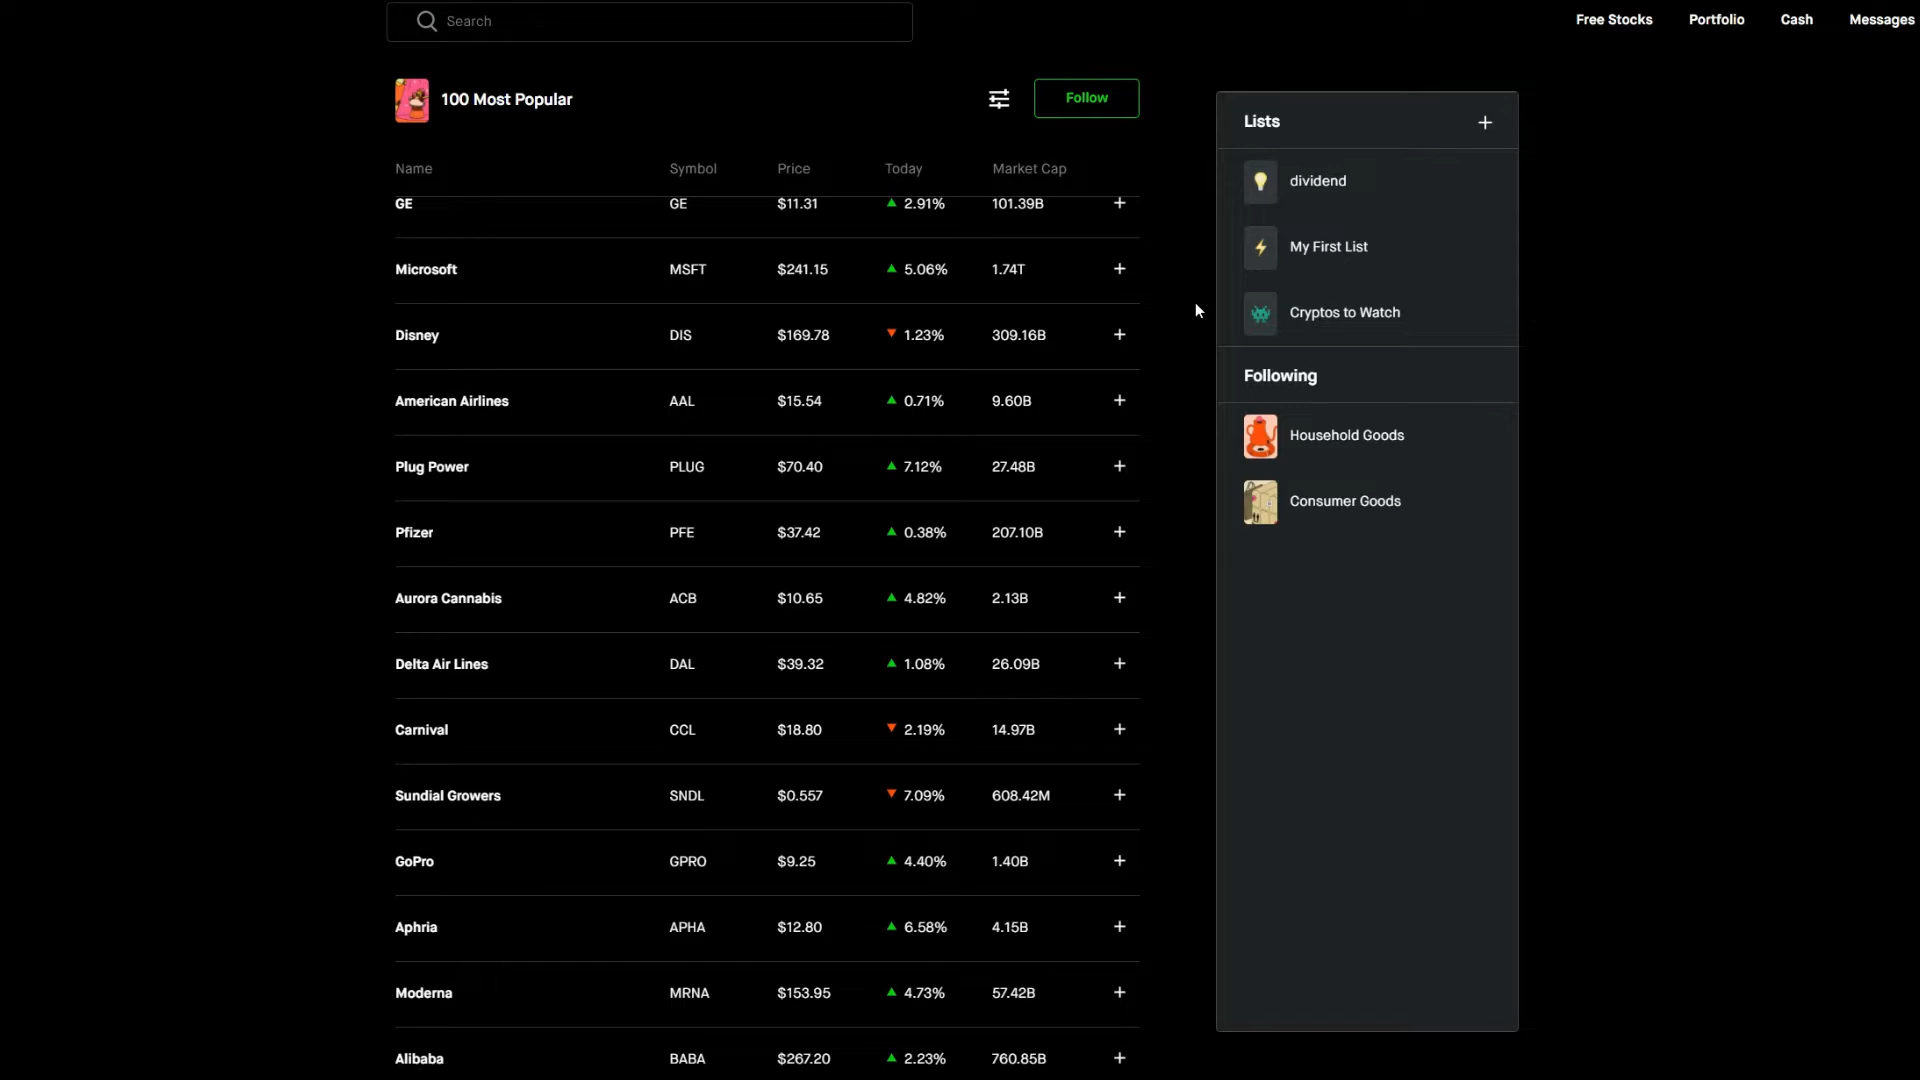 Search
Free Stocks Portfolio Cash Messages
100 Most Popular
Follow
Name Symbol Price Today Market Cap
GE GE $11.31 2.91% 101.39B
Microsoft MSFT $241.15 5.06% 1.74T
Disney DIS $169.78 1.23% 309.16B
American Airlines AAL $15.54 0.71% 9.60B
Plug Power PLUG $70.40 7.12% 27.48B
Pfizer PFE $37.42 0.38% 207.10B
Aurora Cannabis ACB $10.65 4.82% 2.13B
Delta Air Lines DAL $39.32 1.08% 26.09B
Carnival CCL $18.80 2.19% 14.97B
Sundial Growers SNDL $0.557 7.09% 608.42M
GoPro GPRO $9.25 4.40% 1.40B
Aphria APHA $12.80 6.58% 4.15B
Moderna MRNA $153.95 4.73% 57.42B
Alibaba BABA $267.20 2.23% 760.85B
Lists
dividend
My First List
Cryptos to Watch
Following
Household Goods
Consumer Goods